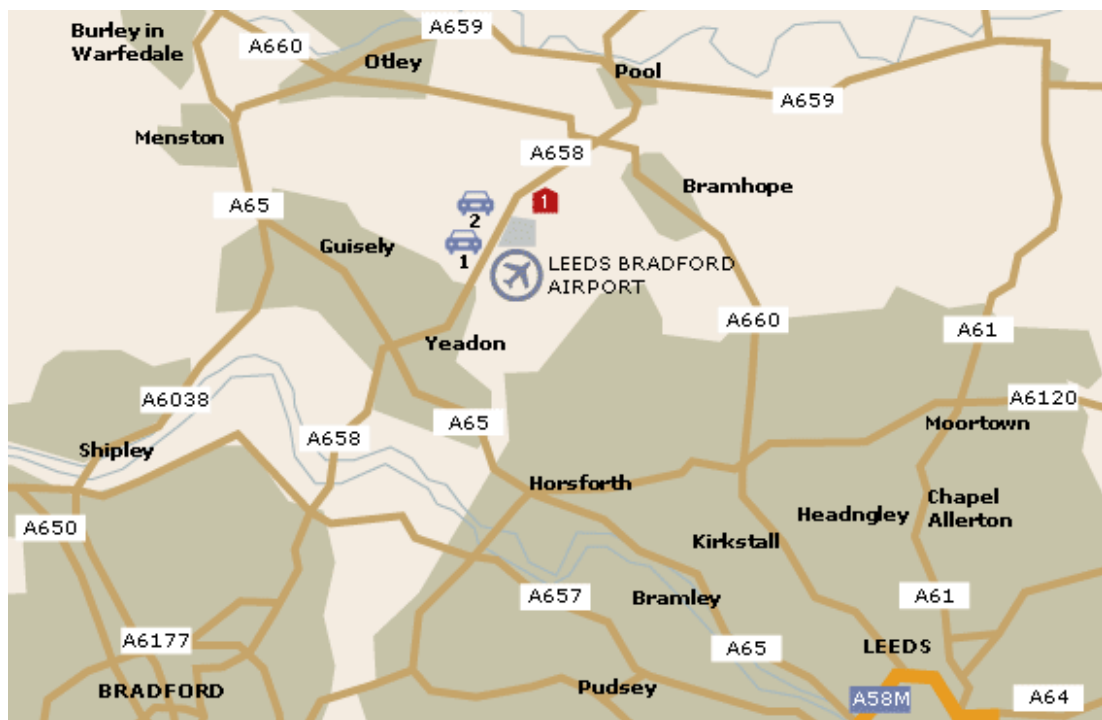 Burley in
Warfedale
A660
A659
Otley
Pool
A659
Menston
A658
Bramhope
A65
1
2
Guisely
1
LEEDS BRADFORD
AIRPORT
A660
A61
Yeadon
A6038
A6120
A65
Moortown
A658
Shipley
Horsforth
Chapel
Allerton
Headngley
A650
Kirkstall
A657
Bramley
A61
A6177
A65
LEEDS
BRADFORD
Pudsey
A58M
A64